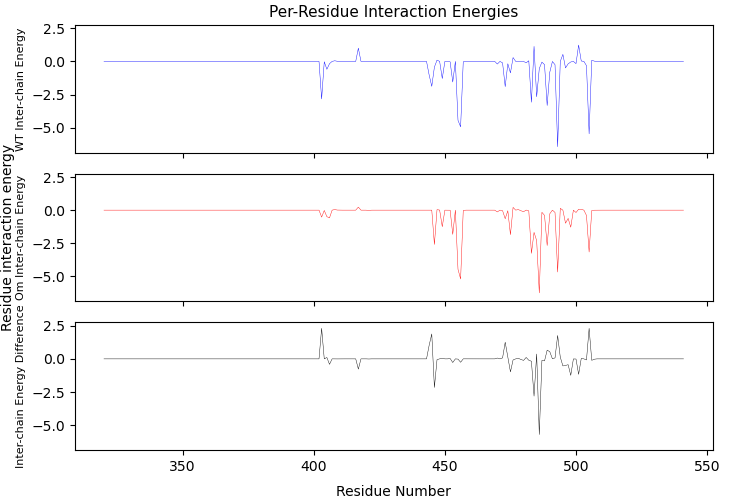 Per-Residue Interaction Energies
2.5
0.0
−2.5
−5.0
WT Inter-chain Energy
2.5
0.0
−2.5
−5.0
Om Inter-chain Energy
Residue interaction energy
2.5
0.0
−2.5
−5.0
Inter-chain Energy Difference
350
400
450
500
550
Residue Number